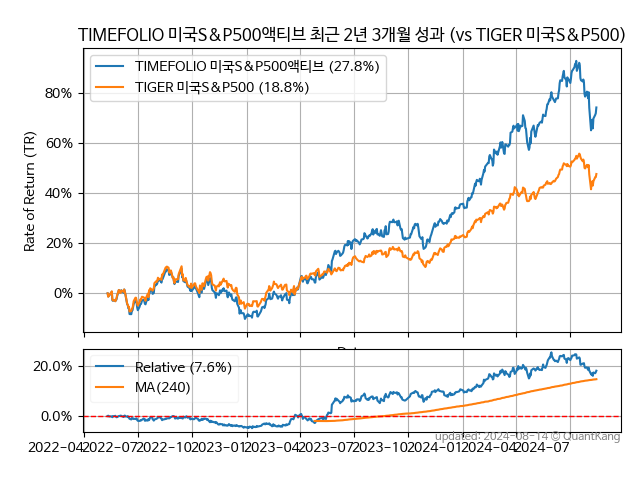 TIMEFOLIO 미국S&P500액티브 최근 2년 3개월 성과 (vs TIGER 미국S&P500)
TIMEFOLIO 미국S&P500액티브 (27.8%)
TIGER 미국S&P500 (18.8%)
Rate of Return (TR)
80%
60%
40%
20%
0%
Relative (7.6%)
MA(240)
20.0%
0.0%
2022-04 2022-07 2022-10 2023-01 2023-04 2023-07 2023-10 2024-01 2024-04 2024-07
updated: 2024-08-14 © QuantKang